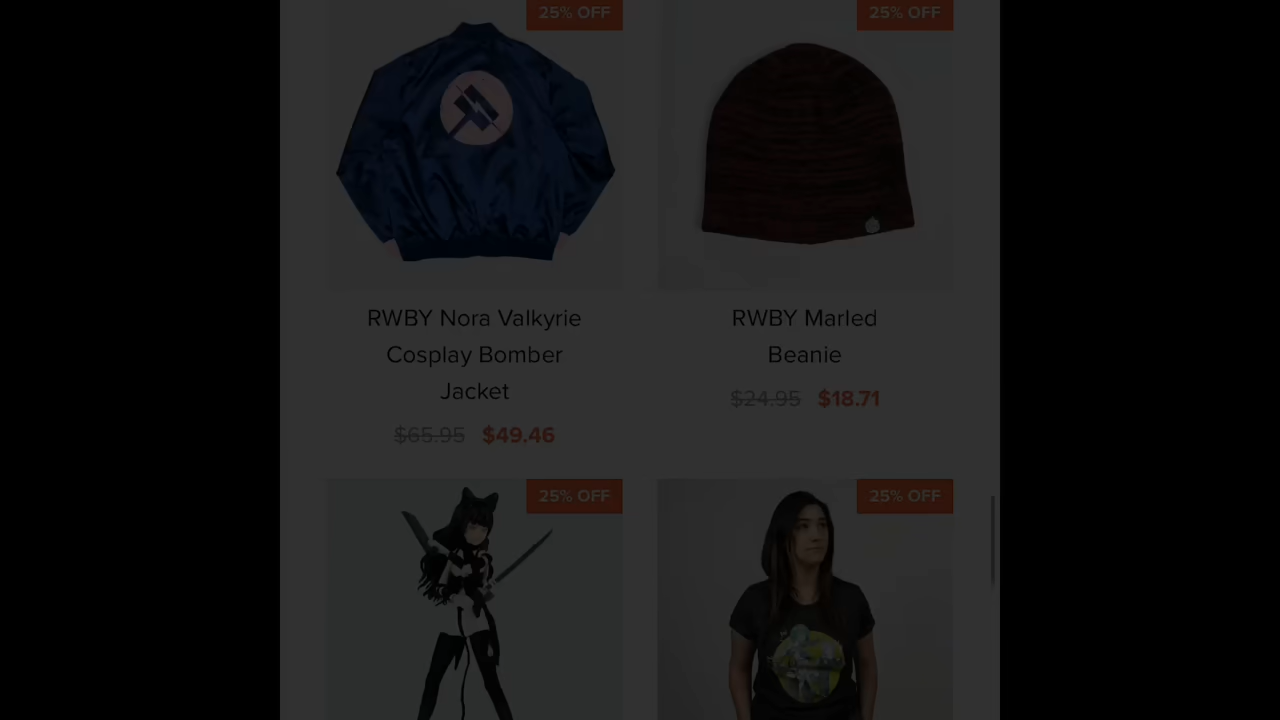 25% OFF
25% OFF
RWBY Nora Valkyrie
Cosplay Bomber
Jacket
$65.95 $49.46
RWBY Marled
Beanie
$24.95 $18.71
25% OFF
25% OFF